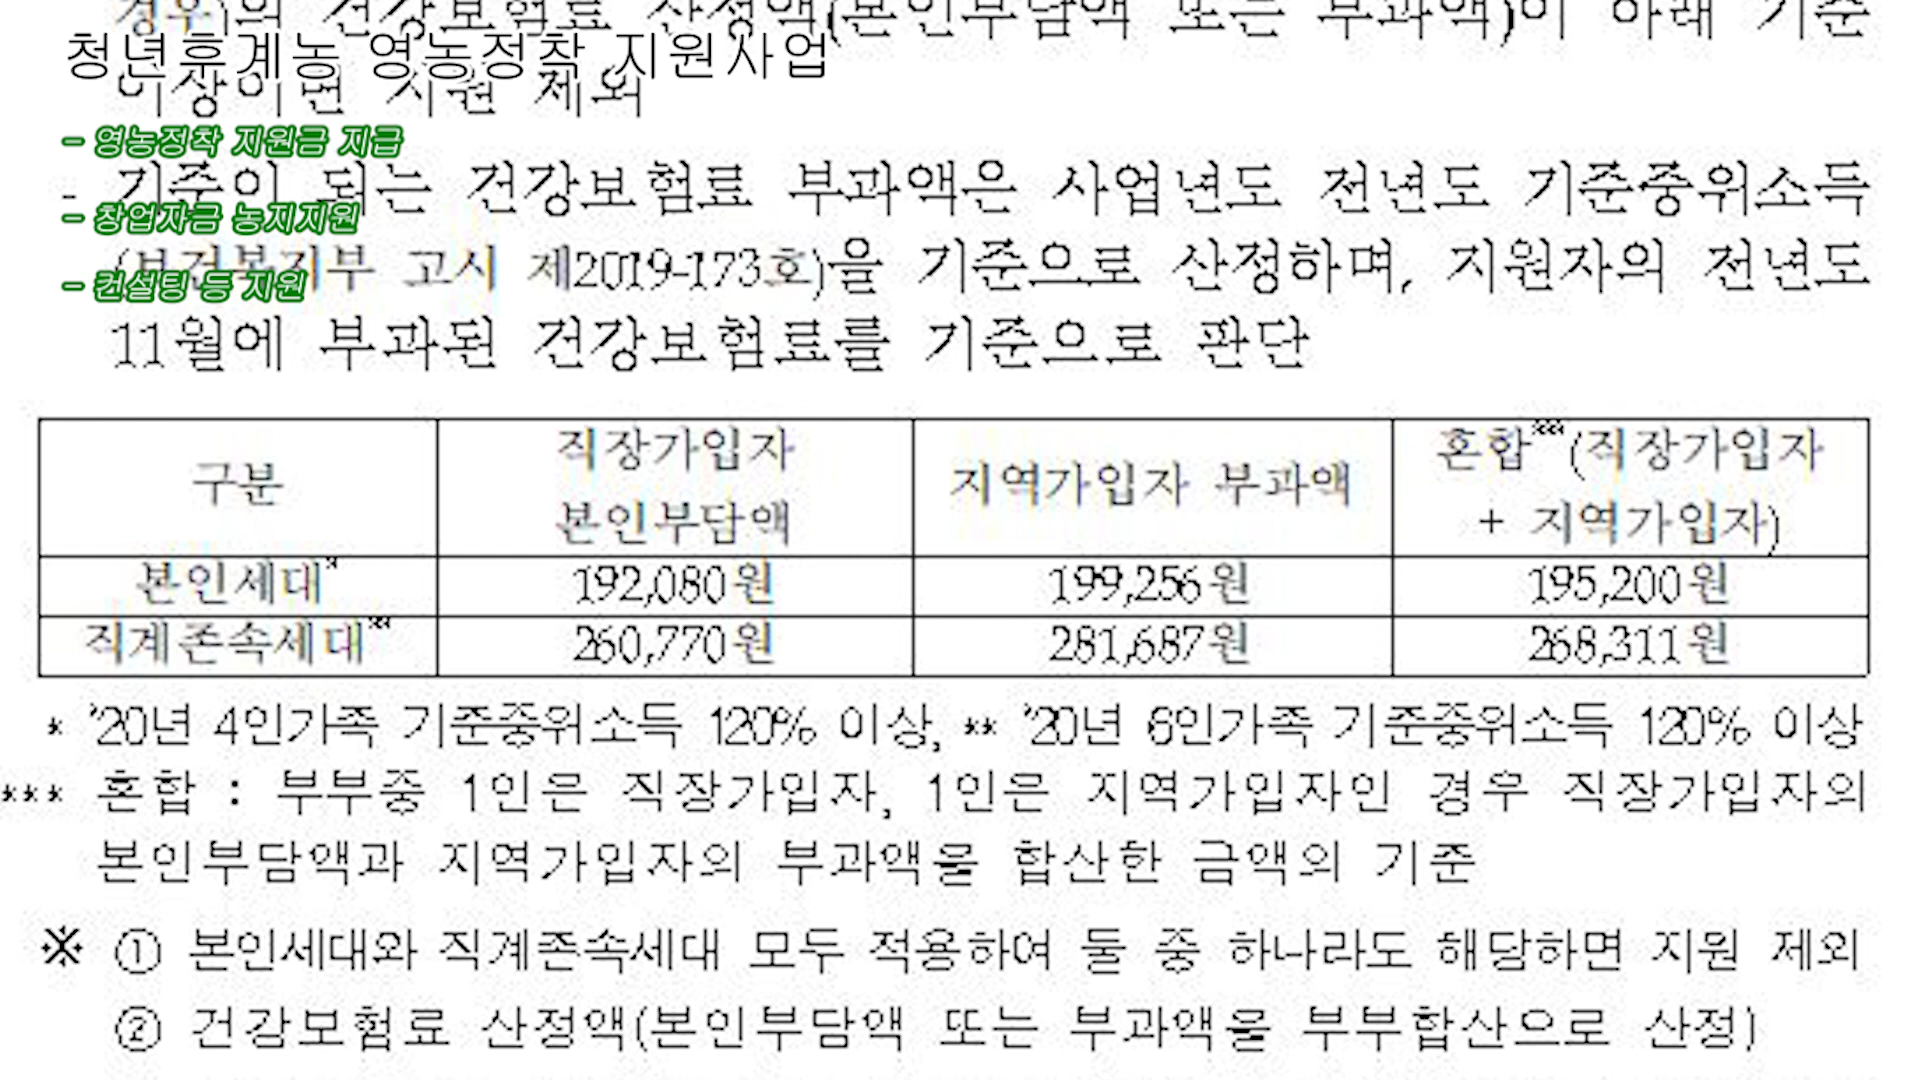 경우)의 건강보험료 산정액(본인부담액 또는 부과액)이 아래 기준
청년후계농 영농정착 지원사업
이상이면 지원 제외
- 영농정착 지원금 지급
- 기준이 되는 건강보험료 부과액은 사업년도 전년도 기준중위소득
- 창업자금 농지지원
(보건복지부 고시 제2019-173호)을 기준으로 산정하며, 지원자의 전년도
- 컨설팅 등 지원
11월에 부과된 건강보험료를 기준으로 판단
구분 직장가입자 본인부담액 지역가입자 부과액 혼합***(직장가입자 + 지역가입자)
본인세대* 192,080원 199,256원 195,200원
직계존속세대** 260,770원 281,687원 268,311원
* '20년 4인가족 기준중위소득 120% 이상, ** '20년 6인가족 기준중위소득 120% 이상
*** 혼합 : 부부중 1인은 직장가입자, 1인은 지역가입자인 경우 직장가입자의
본인부담액과 지역가입자의 부과액을 합산한 금액의 기준
※ ① 본인세대와 직계존속세대 모두 적용하여 둘 중 하나라도 해당하면 지원 제외
② 건강보험료 산정액(본인부담액 또는 부과액을 부부합산으로 산정)